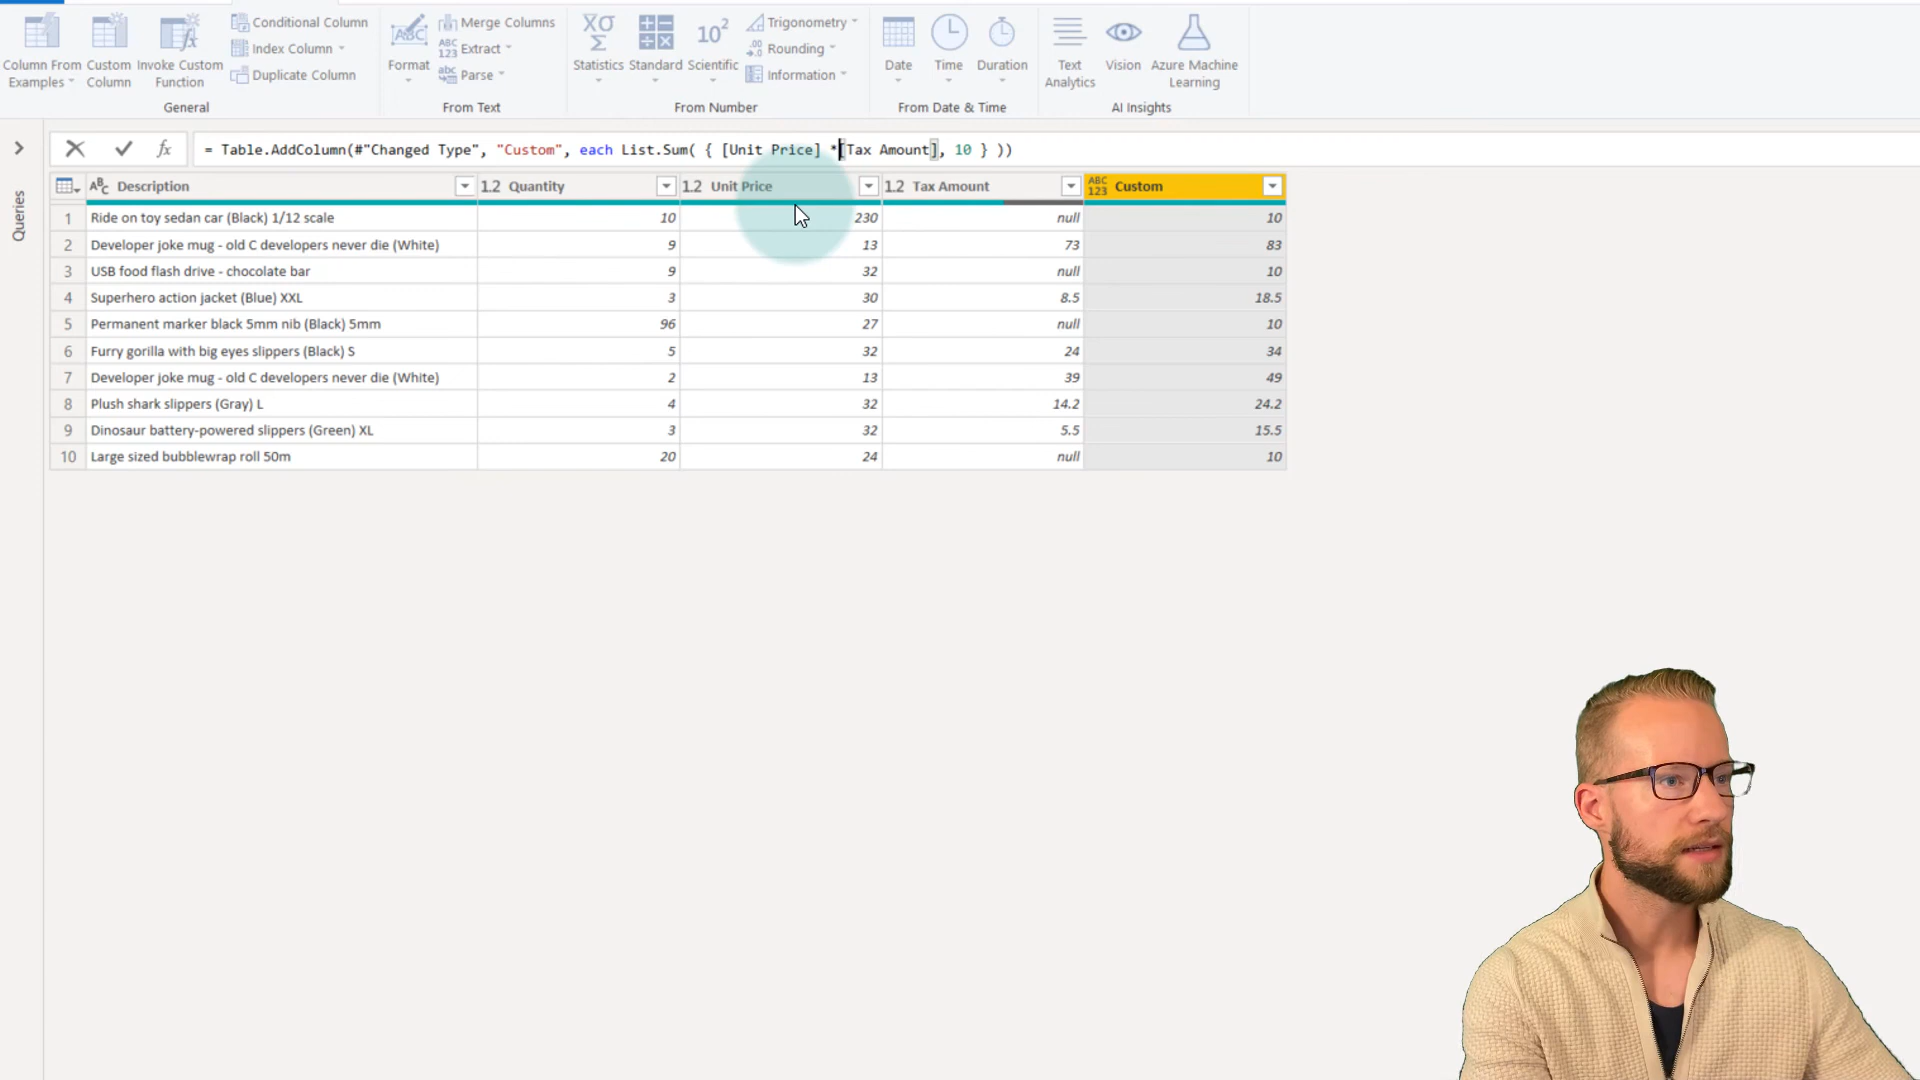 Conditional Column
Index Column
Duplicate Column
Column From Examples
Custom Column
Invoke Custom Function
General
Format
Merge Columns
Extract
Parse
From Text
Statistics
Standard
Scientific
Trigonometry
Rounding
Information
From Number
Date
Time
Duration
From Date & Time
Text Analytics
Vision
Azure Machine Learning
AI Insights
= Table.AddColumn(#"Changed Type", "Custom", each List.Sum( { [Unit Price] *[Tax Amount], 10 } ))
Queries
Description 1.2 Quantity 1.2 Unit Price 1.2 Tax Amount ABC 123 Custom
1 Ride on toy sedan car (Black) 1/12 scale 10 230 null 10
2 Developer joke mug - old C developers never die (White) 9 13 73 83
3 USB food flash drive - chocolate bar 9 32 null 10
4 Superhero action jacket (Blue) XXL 3 30 8.5 18.5
5 Permanent marker black 5mm nib (Black) 5mm 96 27 null 10
6 Furry gorilla with big eyes slippers (Black) S 5 32 24 34
7 Developer joke mug - old C developers never die (White) 2 13 39 49
8 Plush shark slippers (Gray) L 4 32 14.2 24.2
9 Dinosaur battery-powered slippers (Green) XL 3 32 5.5 15.5
10 Large sized bubblewrap roll 50m 20 24 null 10